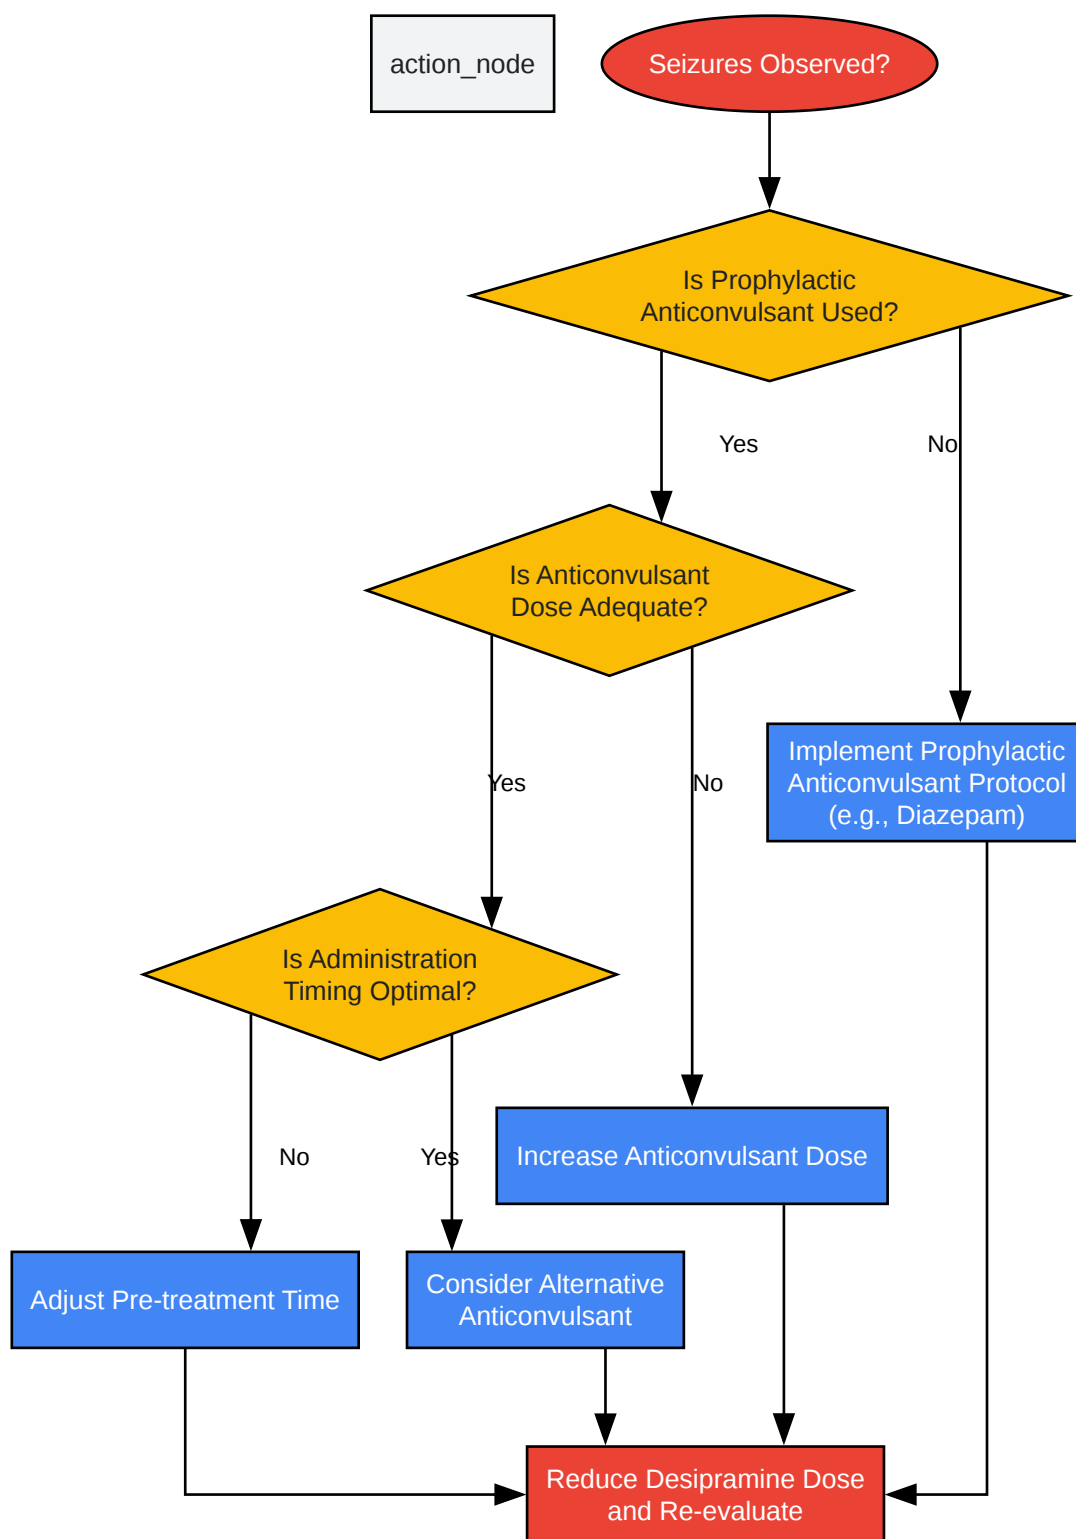 action_node
Seizures Observed?
Is Prophylactic
Anticonvulsant Used?
Yes
No
Is Anticonvulsant
Dose Adequate?
Implement Prophylactic
Anticonvulsant Protocol
(e.g., Diazepam)
Yes
No
Is Administration
Timing Optimal?
No
Yes
Increase Anticonvulsant Dose
Adjust Pre-treatment Time
Consider Alternative
Anticonvulsant
Reduce Desipramine Dose
and Re-evaluate